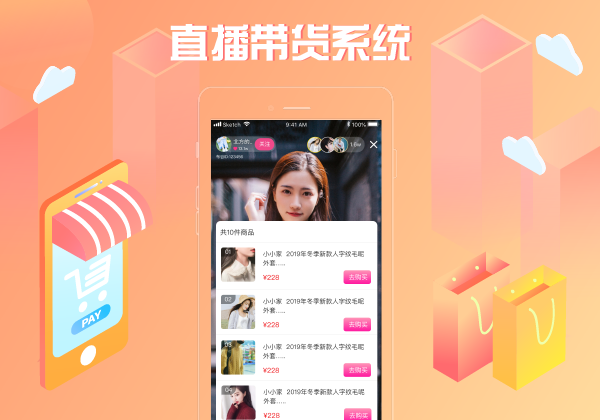 直播带货系统
Sketch
9:41 AM
100%
北方的..
关注
共10件商品
01
小小家 2019年冬季新款人字纹毛呢
外套.....
¥228
去购买
02
小小家 2019年冬季新款人字纹毛呢
外套.....
¥228
去购买
03
小小家 2019年冬季新款人字纹毛呢
外套.....
¥228
去购买
04
小小家 2019年冬季新款人字纹毛呢
外套.....
¥228
去购买
PAY